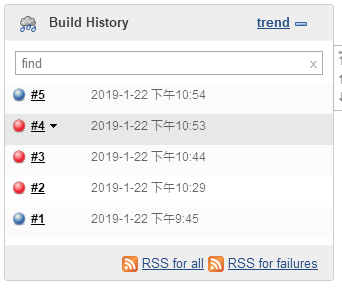 Build History trend
find x
#5 2019-1-22 下午10:54
#4 2019-1-22 下午10:53
#3 2019-1-22 下午10:44
#2 2019-1-22 下午10:29
#1 2019-1-22 下午9:45
RSS for all RSS for failures